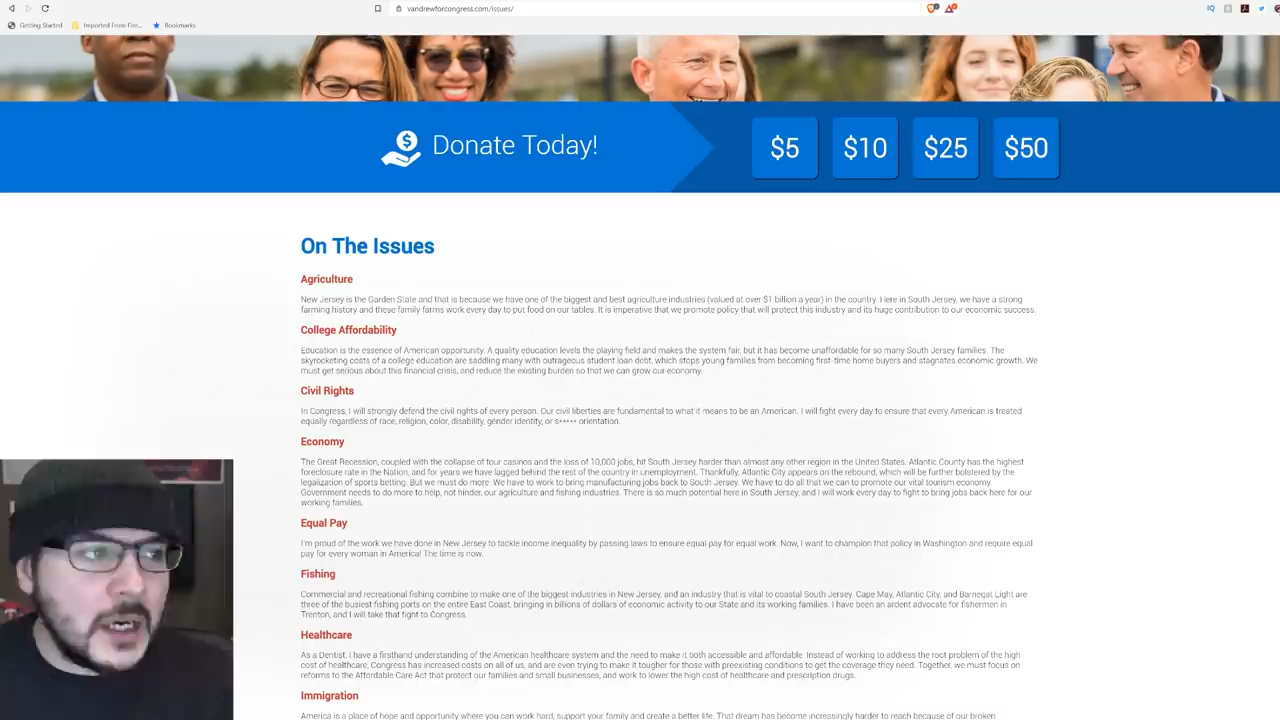 vandrewforcongress.com/issues/
Getting Started
Imported From Fire...
Bookmarks
Donate Today!
$5
$10
$25
$50
On The Issues
Agriculture
New Jersey is the Garden State and that is because we have one of the biggest and best agriculture industries (valued at over $1 billion a year) in the country. Here in South Jersey, we have a strong
farming history and these family farms work every day to put food on our tables. It is imperative that we promote policy that will protect this industry and its huge contribution to our economic success.
College Affordability
Education is the essence of American opportunity. A quality education levels the playing field and makes the system fair, but it has become unaffordable for so many South Jersey families. The
skyrocketing costs of a college education are saddling many with outrageous student loan debt, which stops young families from becoming first-time home buyers and stagnates economic growth. We
must get serious about this financial crisis, and reduce the existing burden so that we can grow our economy.
Civil Rights
In Congress, I will strongly defend the civil rights of every person. Our civil liberties are fundamental to what it means to be an American. I will fight every day to ensure that every American is treated
equally regardless of race, religion, color, disability, gender identity, or s***** orientation.
Economy
The Great Recession, coupled with the collapse of four casinos and the loss of 10,000 jobs, hit South Jersey harder than almost any other region in the United States. Atlantic County has the highest
foreclosure rate in the Nation, and for years we have lagged behind the rest of the country in unemployment. Thankfully, Atlantic City appears on the rebound, which will be further bolstered by the
legalization of sports betting. But we must do more. We have to work to bring manufacturing jobs back to South Jersey. We have to do all that we can to promote our vital tourism economy.
Government needs to do more to help, not hinder, our agriculture and fishing industries. There is so much potential here in South Jersey, and I will work every day to fight to bring jobs back here for our
working families.
Equal Pay
I'm proud of the work we have done in New Jersey to tackle income inequality by passing laws to ensure equal pay for equal work. Now, I want to champion that policy in Washington and require equal
pay for every woman in America! The time is now.
Fishing
Commercial and recreational fishing combine to make one of the biggest industries in New Jersey, and an industry that is vital to coastal South Jersey. Cape May, Atlantic City, and Barnegat Light are
three of the busiest fishing ports on the entire East Coast, bringing in billions of dollars of economic activity to our State and its working families. I have been an ardent advocate for fishermen in
Trenton, and I will take that fight to Congress.
Healthcare
As a Dentist, I have a firsthand understanding of the American healthcare system and the need to make it both accessible and affordable. Instead of working to address the root problem of the high
cost of healthcare, Congress has increased costs on all of us, and are even trying to make it tougher for those with preexisting conditions to get the coverage they need. Together, we must focus on
reforms to the Affordable Care Act that protect our families and small businesses, and work to lower the high cost of healthcare and prescription drugs.
Immigration
America is a place of hope and opportunity where you can work hard, support your family and create a better life. That dream has become increasingly harder to reach because of our broken